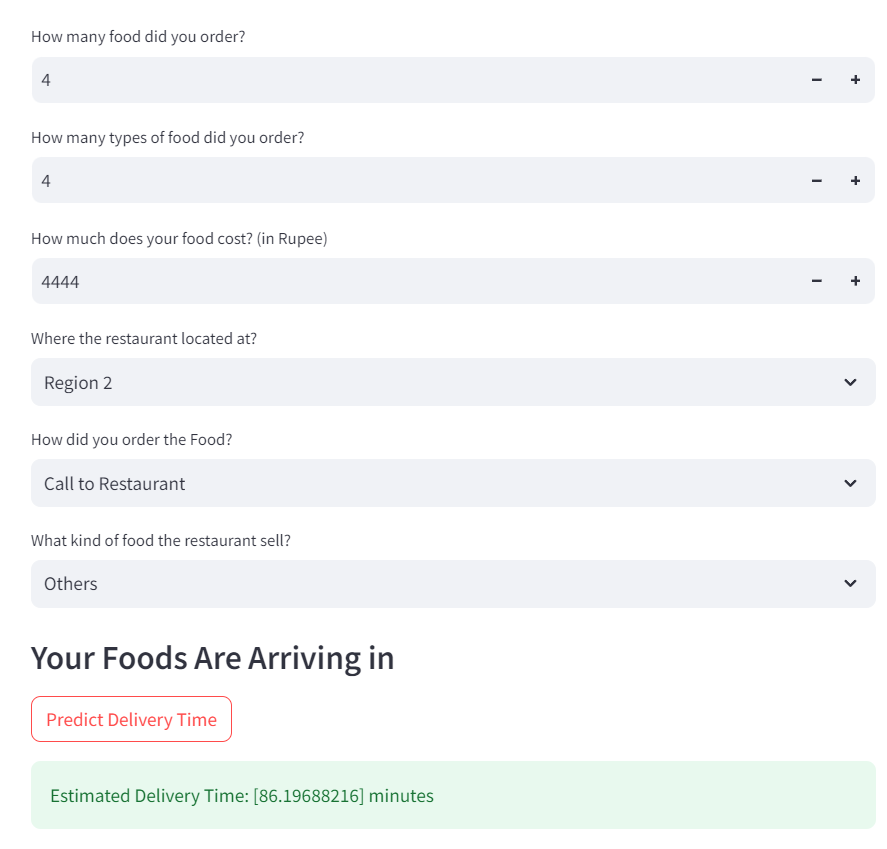 How many food did you order?
4
How many types of food did you order?
4
How much does your food cost? (in Rupee)
4444
Where the restaurant located at?
Region 2
How did you order the Food?
Call to Restaurant
What kind of food the restaurant sell?
Others
Your Foods Are Arriving in
Predict Delivery Time
Estimated Delivery Time: [86.19688216] minutes